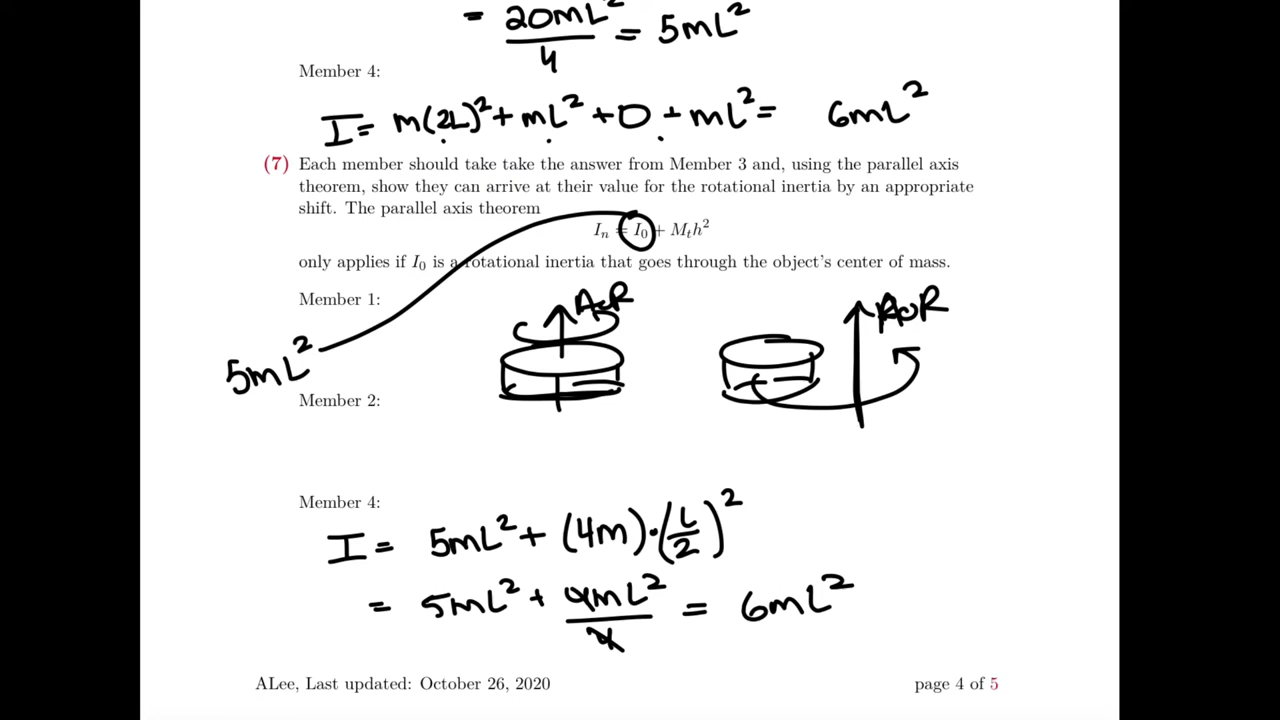 = 20mL² / 4 = 5mL²
Member 4:
I = m(2L)² + mL² + 0 + mL² = 6mL²
(7) Each member should take take the answer from Member 3 and, using the parallel axis
theorem, show they can arrive at their value for the rotational inertia by an appropriate
shift. The parallel axis theorem
Iₙ = I₀ + Mₜh²
only applies if I₀ is a rotational inertia that goes through the object's center of mass.
Member 1:
AoR
AoR
5mL²
Member 2:
Member 4:
I = 5mL² + (4m)·(L/2)²
= 5mL² + 4mL² / 4 = 6mL²
ALee, Last updated: October 26, 2020
page 4 of 5